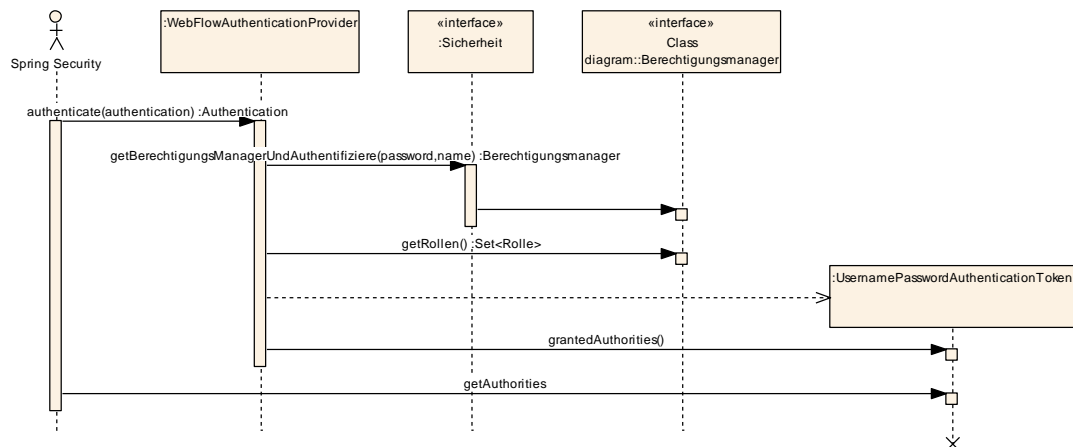 Spring Security
:WebFlowAuthenticationProvider
«interface»
:Sicherheit
«interface»
Class
diagram::Berechtigungsmanager
authenticate(authentication) :Authentication
getBerechtigungsManagerUndAuthentifiziere(password,name) :Berechtigungsmanager
getRollen() :Set<Rolle>
:UsernamePasswordAuthenticationToken
grantedAuthorities()
getAuthorities